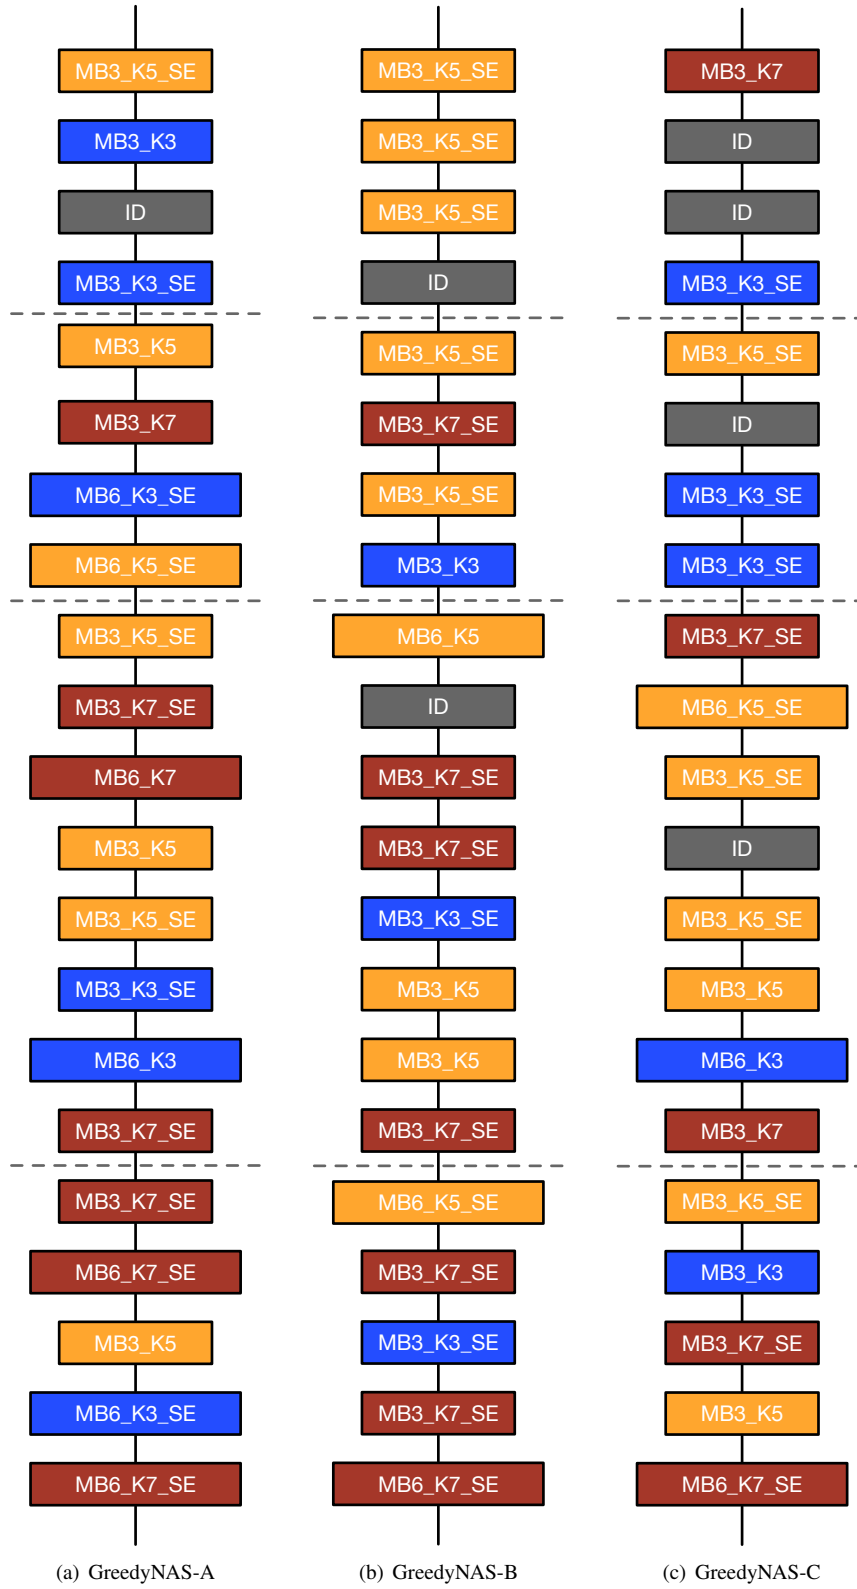 MB3_K5_SE
MB3_K3
ID
MB3_K3_SE
MB3_K5
MB3_K7
MB6_K3_SE
MB6_K5_SE
MB3_K5_SE
MB3_K7_SE
MB6_K7
MB3_K5
MB3_K5_SE
MB3_K3_SE
MB6_K3
MB3_K7_SE
MB3_K7_SE
MB6_K7_SE
MB3_K5
MB6_K3_SE
MB6_K7_SE
(a) GreedyNAS-A
MB3_K5_SE
MB3_K5_SE
MB3_K5_SE
ID
MB3_K5_SE
MB3_K7_SE
MB3_K5_SE
MB3_K3
MB6_K5
ID
MB3_K7_SE
MB3_K7_SE
MB3_K3_SE
MB3_K5
MB3_K5
MB3_K7_SE
MB6_K5_SE
MB3_K7_SE
MB3_K3_SE
MB3_K7_SE
MB6_K7_SE
(b) GreedyNAS-B
MB3_K7
ID
ID
MB3_K3_SE
MB3_K5_SE
ID
MB3_K3_SE
MB3_K3_SE
MB3_K7_SE
MB6_K5_SE
MB3_K5_SE
ID
MB3_K5_SE
MB3_K5
MB6_K3
MB3_K7
MB3_K5_SE
MB3_K3
MB3_K7_SE
MB3_K5
MB6_K7_SE
(c) GreedyNAS-C